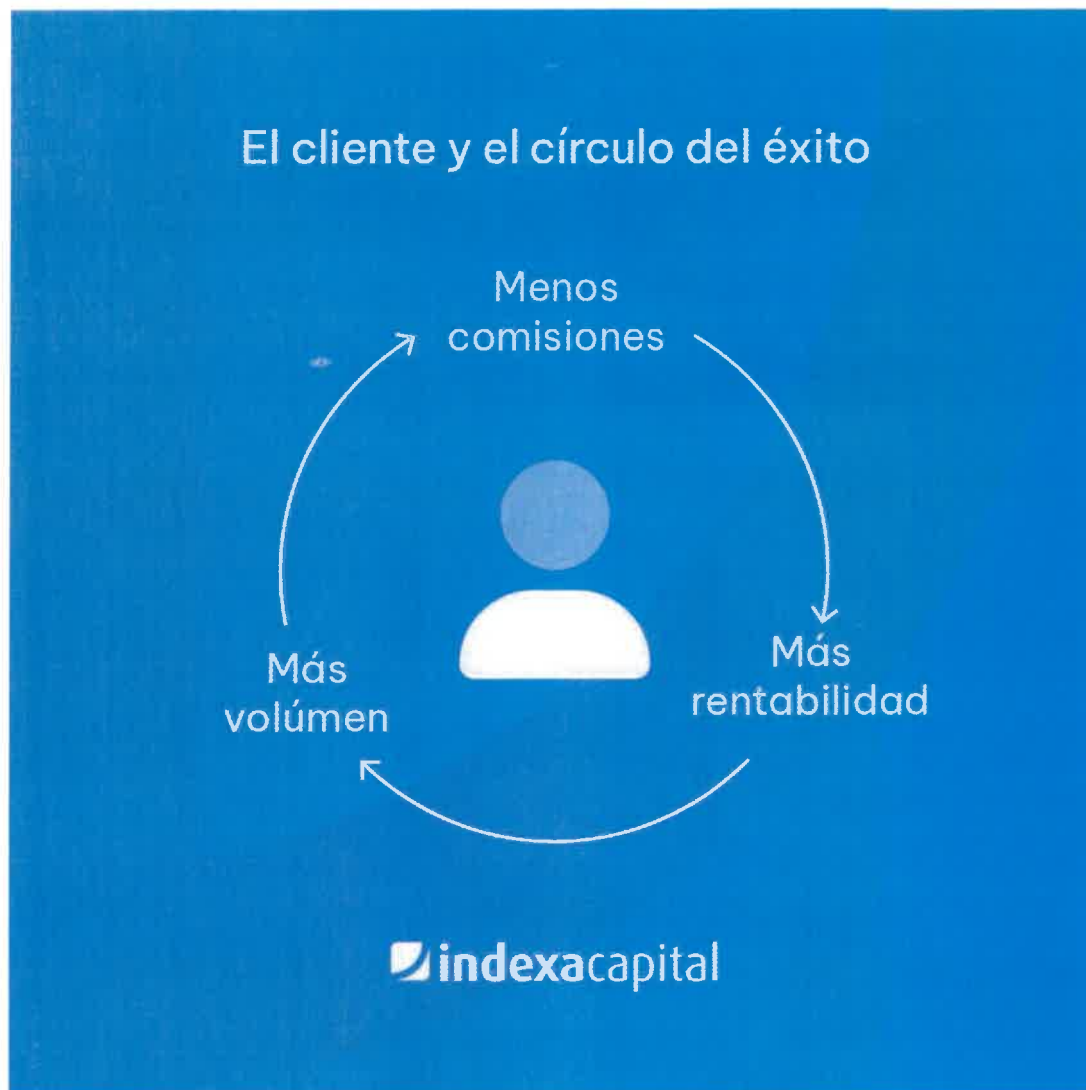 El cliente y el círculo del éxito
Menos
comisiones
Más
rentabilidad
Más
volúmen
indexacapital